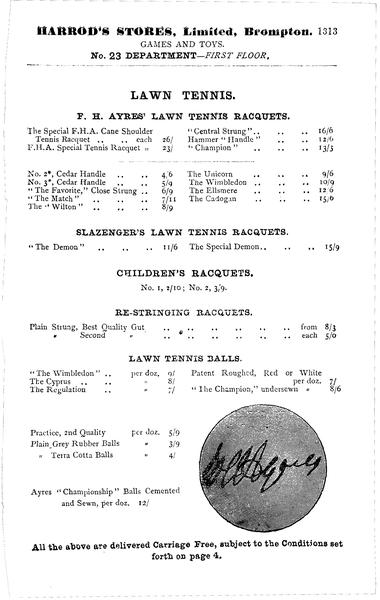 HARROD'S STORES, Limited, Brompton. 1313
GAMES AND TOYS.
No. 23 DEPARTMENT—FIRST FLOOR,
LAWN TENNIS.
F. H. AYRES' LAWN TENNIS RACQUETS.
The Special F.H.A. Cane Shoulder
Tennis Racquet .. .. each 26/
F.H.A. Special Tennis Racquet „ 23/
"Central Strung".. .. .. 16/6
Hammer "Handle" .. .. .. 12/6
"Champion" .. .. .. 13/3
No. 2*, Cedar Handle .. .. 4/6
No. 3*, Cedar Handle .. .. 5/9
"The Favorite," Close Strung .. 6/9
"The Match" .. .. .. 7/11
The "Wilton" .. .. .. 8/9
The Unicorn .. .. .. 9/6
The Wimbledon .. .. .. 10/9
The Ellsmere .. .. .. 12 6
The Cadogan .. .. .. 15/6
SLAZENGER'S LAWN TENNIS RACQUETS.
"The Demon" .. .. .. 11/6 The Special Demon.. .. .. 15/9
CHILDREN'S RACQUETS.
No. 1, 2/10; No. 2, 3/9.
RE-STRINGING RACQUETS.
Plain Strung, Best Quality Gut .. .. .. .. .. from 8/3
„ Second „ .. .. .. .. .. each 5/0
LAWN TENNIS BALLS.
"The Wimbledon" .. per doz. 9/
The Cyprus .. .. „ 8/
The Regulation .. „ 7/
Patent Roughed, Red or White
per doz. 7/
"The Champion," undersewn „ 8/6
Practice, 2nd Quality per doz. 5/9
Plain Grey Rubber Balls „ 3/9
„ Terra Cotta Balls „ 4/
Ayres "Championship" Balls Cemented
and Sewn, per doz. 12/
All the above are delivered Carriage Free, subject to the Conditions set
forth on page 4.